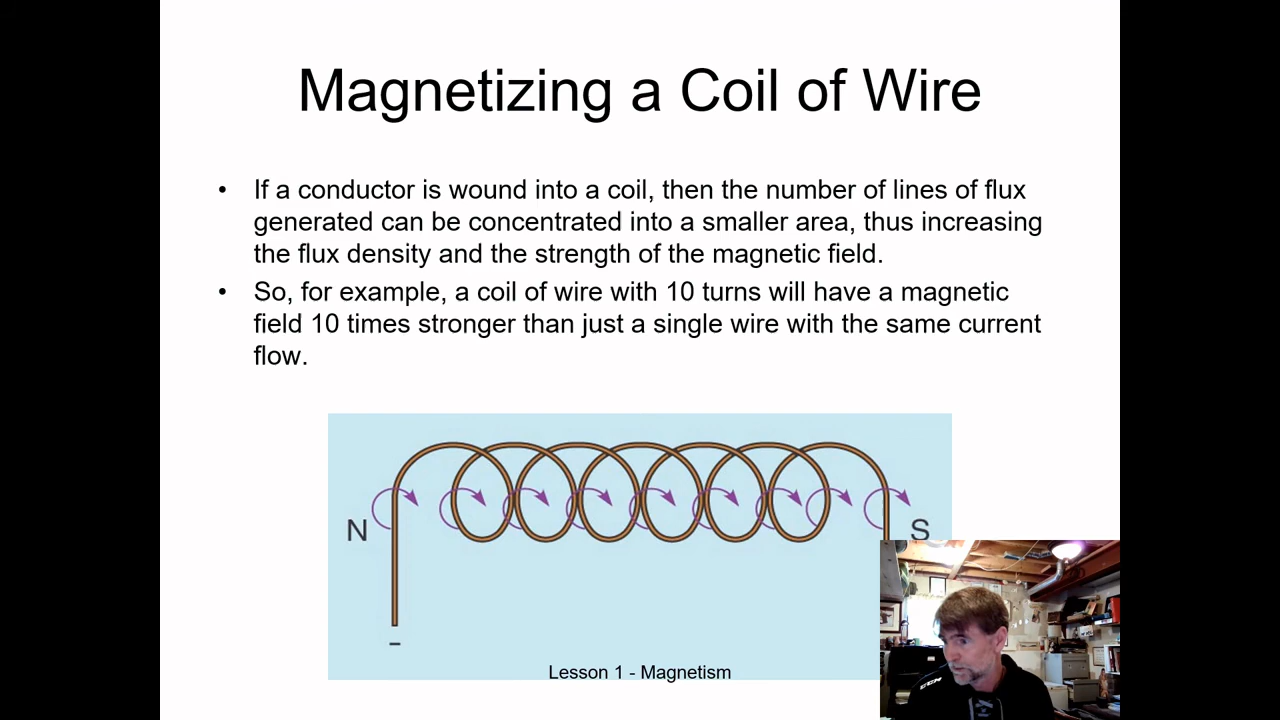 Magnetizing a Coil of Wire
• If a conductor is wound into a coil, then the number of lines of flux
generated can be concentrated into a smaller area, thus increasing
the flux density and the strength of the magnetic field.
• So, for example, a coil of wire with 10 turns will have a magnetic
field 10 times stronger than just a single wire with the same current
flow.
N
S
-
Lesson 1 - Magnetism
CCM